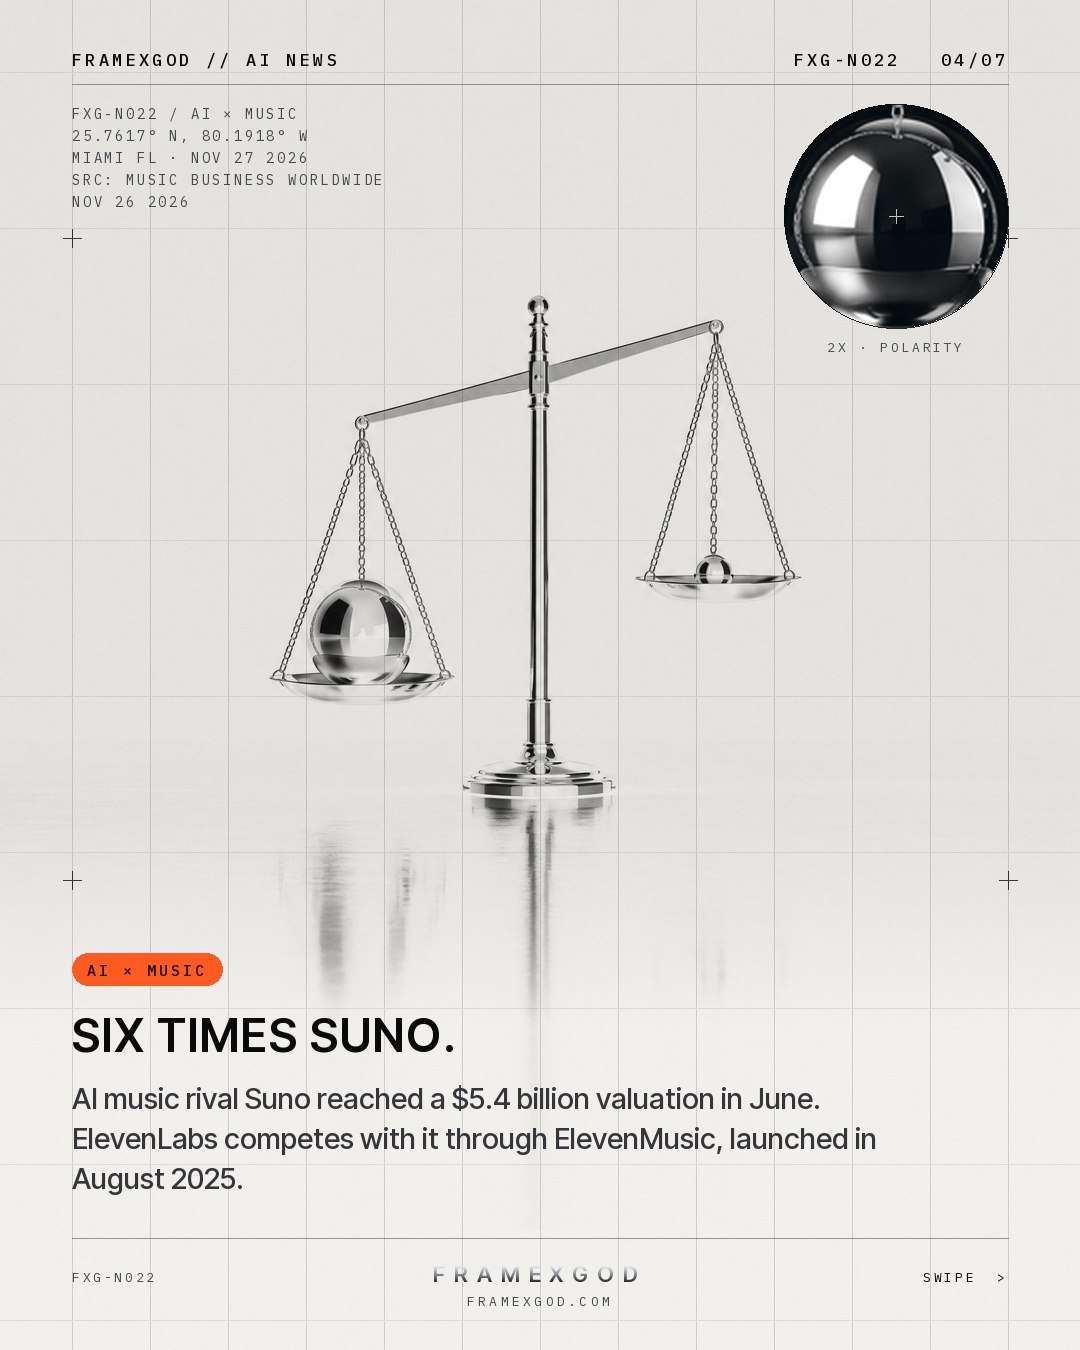 FRAMEXGOD // AI NEWS
FXG-N022 04/07
FXG-N022 / AI × MUSIC
25.7617° N, 80.1918° W
MIAMI FL · NOV 27 2026
SRC: MUSIC BUSINESS WORLDWIDE
NOV 26 2026
2X · POLARITY
AI × MUSIC
SIX TIMES SUNO.
AI music rival Suno reached a $5.4 billion valuation in June.
ElevenLabs competes with it through ElevenMusic, launched in
August 2025.
FXG-N022
FRAMEXGOD
FRAMEXGOD.COM
SWIPE >